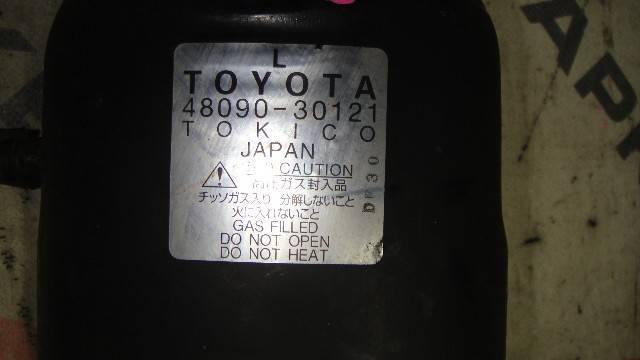 L
TOYOTA
48090-30121
TOKICO
JAPAN
CAUTION
ガス封入品
チッソガス入り 分解しないこと
火に入れないこと
GAS FILLED
DO NOT OPEN
DO NOT HEAT